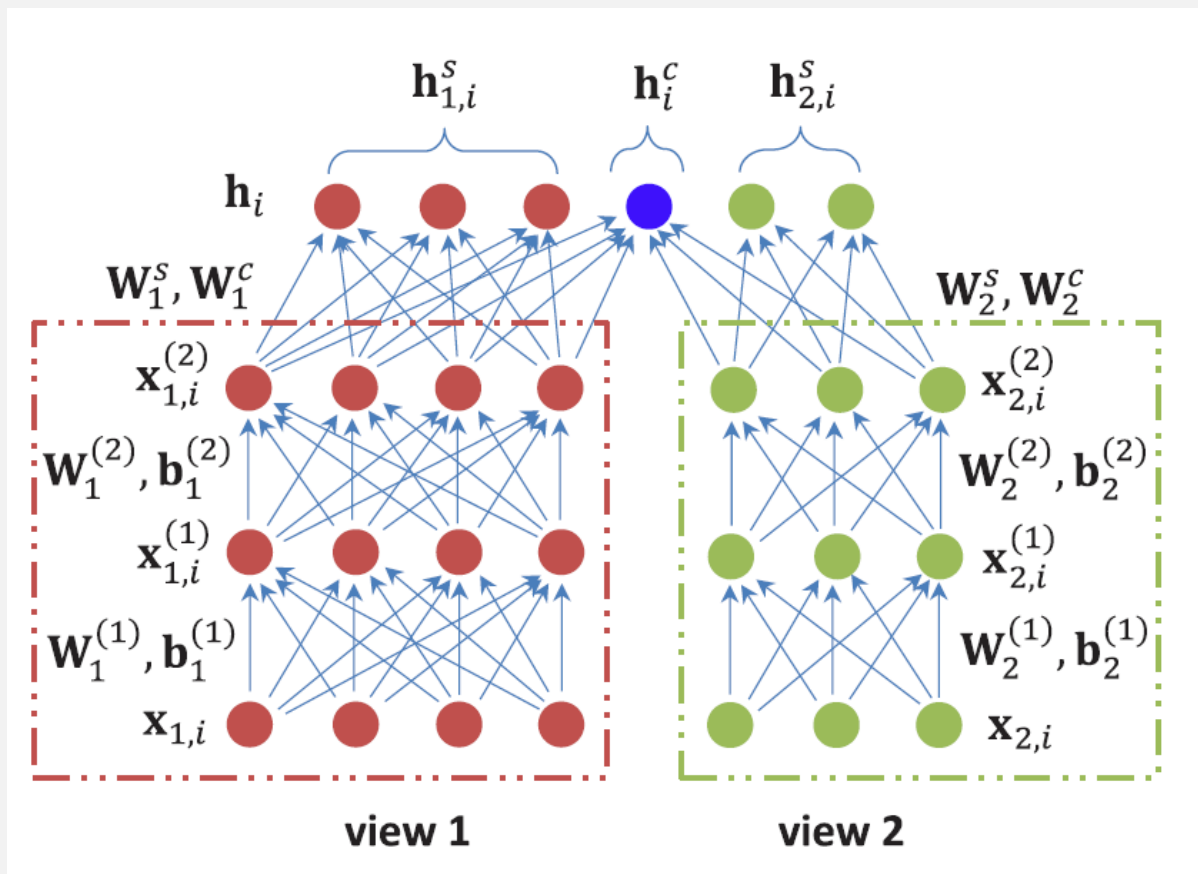 h^s_{1,i} h^c_i h^s_{2,i}
h_i
W^s_1, W^c_1 W^s_2, W^c_2
x^{(2)}_{1,i} x^{(2)}_{2,i}
W^{(2)}_1, b^{(2)}_1 W^{(2)}_2, b^{(2)}_2
x^{(1)}_{1,i} x^{(1)}_{2,i}
W^{(1)}_1, b^{(1)}_1 W^{(1)}_2, b^{(1)}_2
x_{1,i} x_{2,i}
view 1 view 2